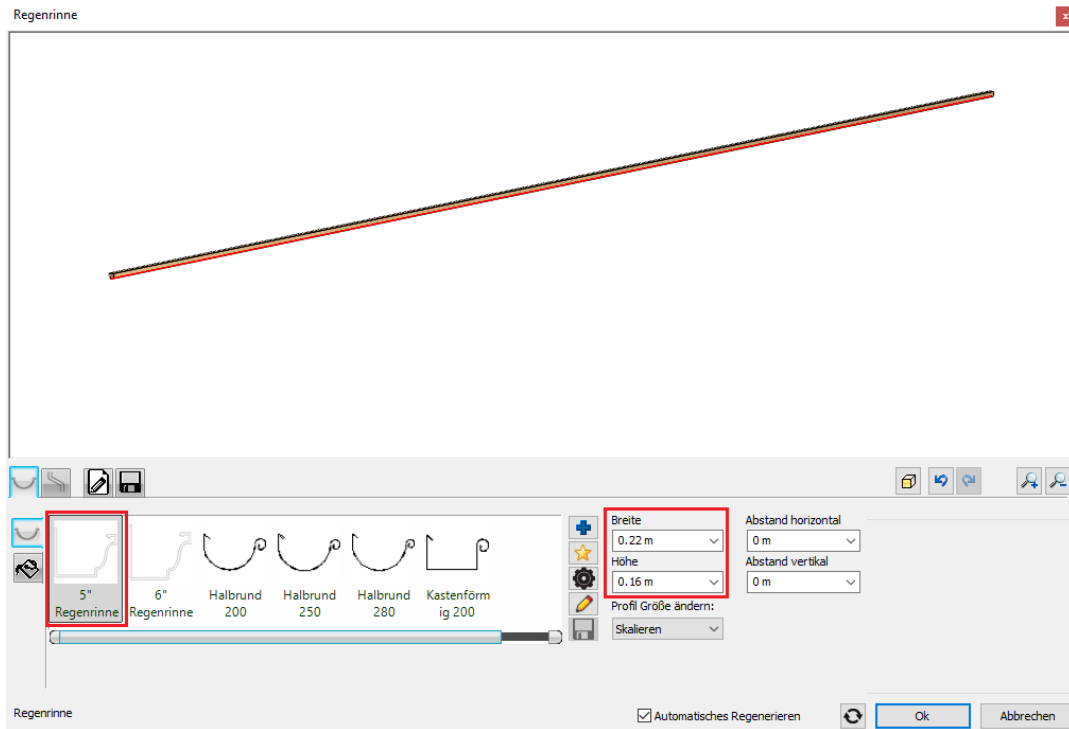 Regenrinne
x
5"
Regenrinne
6"
Regenrinne
Halbrund
200
Halbrund
250
Halbrund
280
Kastenförm
ig 200
Breite
0.22 m
Höhe
0.16 m
Profil Größe ändern:
Skalieren
Abstand horizontal
0 m
Abstand vertikal
0 m
Regenrinne
Automatisches Regenerieren
Ok
Abbrechen